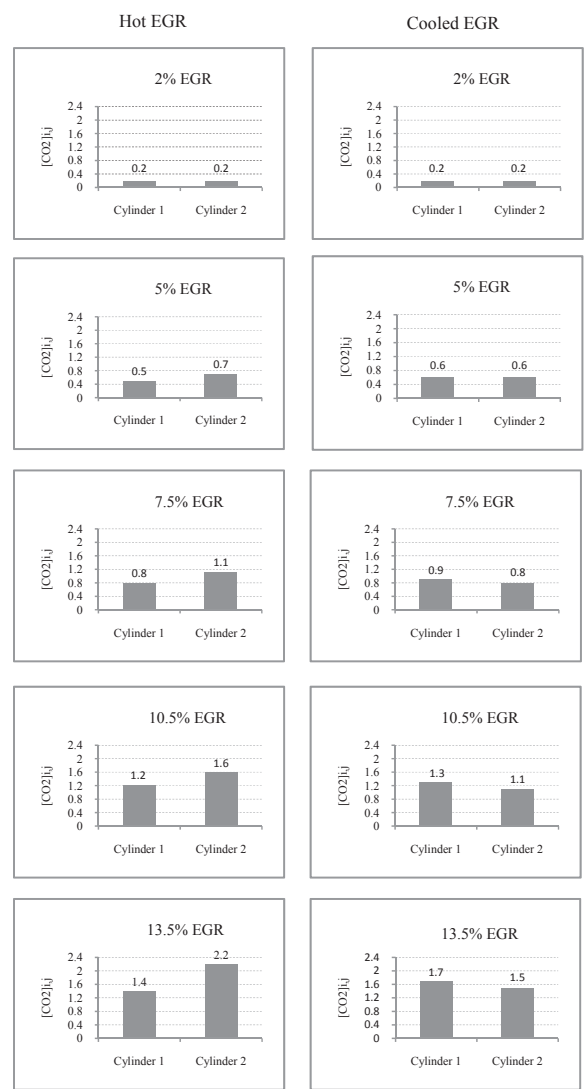 Hot EGR
Cooled EGR
2% EGR
[CO2]i,j
2.4
2
1.6
1.2
0.8
0.4
0
0.2
0.2
Cylinder 1
Cylinder 2
2% EGR
[CO2]i,j
2.4
2
1.6
1.2
0.8
0.4
0
0.2
0.2
Cylinder 1
Cylinder 2
5% EGR
[CO2]i,j
2.4
2
1.6
1.2
0.8
0.4
0
0.5
0.7
Cylinder 1
Cylinder 2
5% EGR
[CO2]i,j
2.4
2
1.6
1.2
0.8
0.4
0
0.6
0.6
Cylinder 1
Cylinder 2
7.5% EGR
[CO2]i,j
2.4
2
1.6
1.2
0.8
0.4
0
0.8
1.1
Cylinder 1
Cylinder 2
7.5% EGR
[CO2]i,j
2.4
2
1.6
1.2
0.8
0.4
0
0.9
0.8
Cylinder 1
Cylinder 2
10.5% EGR
[CO2]i,j
2.4
2
1.6
1.2
0.8
0.4
0
1.2
1.6
Cylinder 1
Cylinder 2
10.5% EGR
[CO2]i,j
2.4
2
1.6
1.2
0.8
0.4
0
1.3
1.1
Cylinder 1
Cylinder 2
13.5% EGR
[CO2]i,j
2.4
2
1.6
1.2
0.8
0.4
0
1.4
2.2
Cylinder 1
Cylinder 2
13.5% EGR
[CO2]i,j
2.4
2
1.6
1.2
0.8
0.4
0
1.7
1.5
Cylinder 1
Cylinder 2